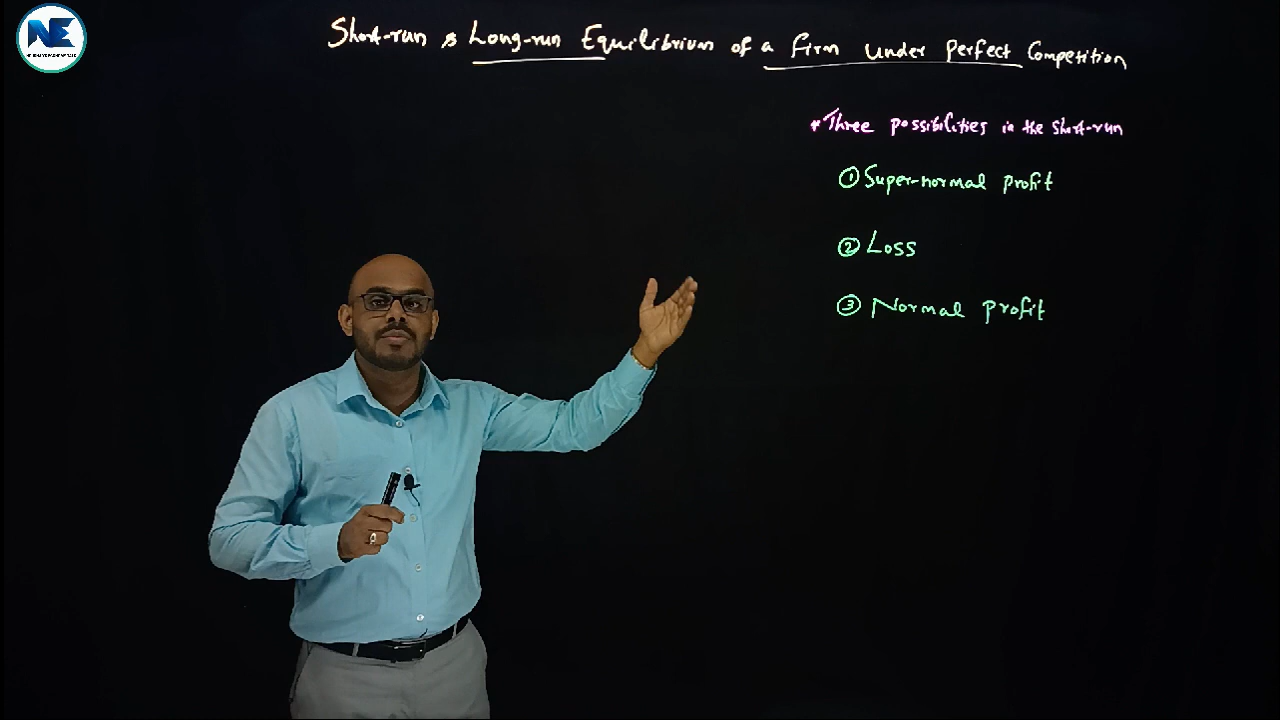 NE
Short-run & Long-run Equilibrium of a firm under perfect Competition
* Three possibilities in the short-run
① Super-normal profit
② Loss
③ Normal profit